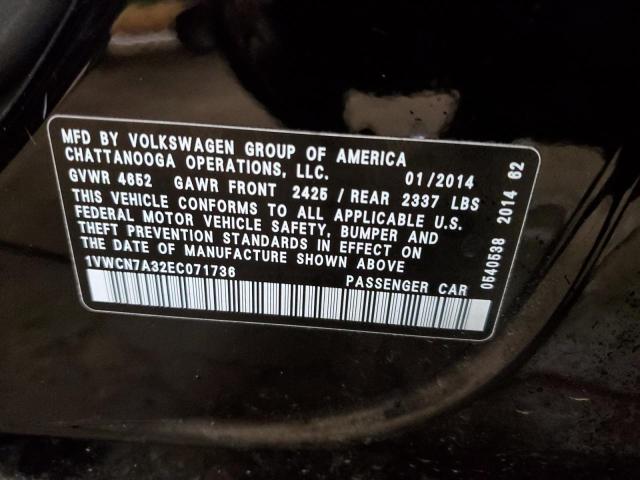 MFD BY VOLKSWAGEN GROUP OF AMERICA
CHATTANOOGA OPERATIONS, LLC. 01/2014
GVWR 4652 GAWR FRONT 2425 / REAR 2337 LBS
THIS VEHICLE CONFORMS TO ALL APPLICABLE U.S.
FEDERAL MOTOR VEHICLE SAFETY, BUMPER AND
THEFT PREVENTION STANDARDS IN EFFECT ON
THE DATE OF MANUFACTURE SHOWN ABOVE
1VWCN7A32EC071736 PASSENGER CAR
0540538 2014 62